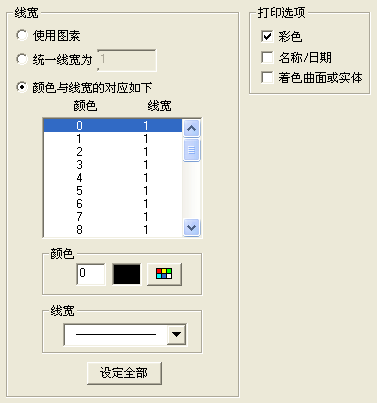 线宽
使用图素
统一线宽为 1
颜色与线宽的对应如下
颜色 线宽
0 1
1 1
2 1
3 1
4 1
5 1
6 1
7 1
8 1
颜色
0
线宽
设定全部
打印选项
彩色
名称/日期
着色曲面或实体